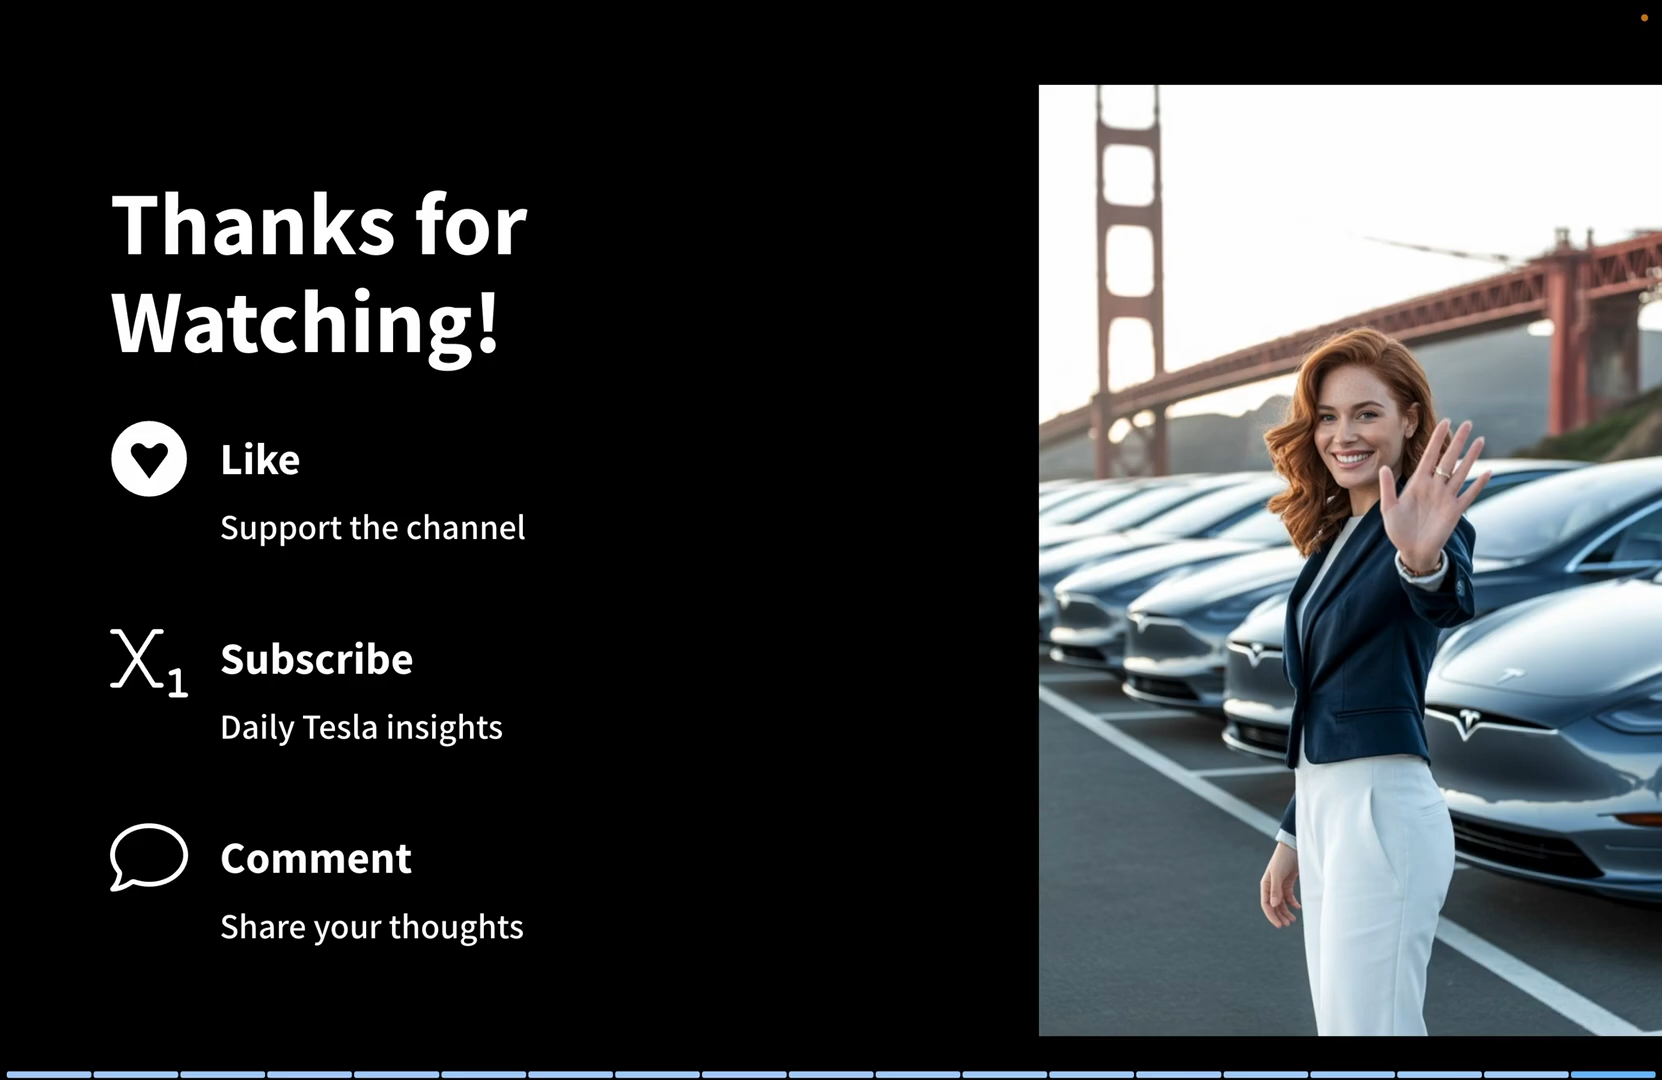 Thanks for
Watching!
Like
Support the channel
X₁
Subscribe
Daily Tesla insights
Comment
Share your thoughts